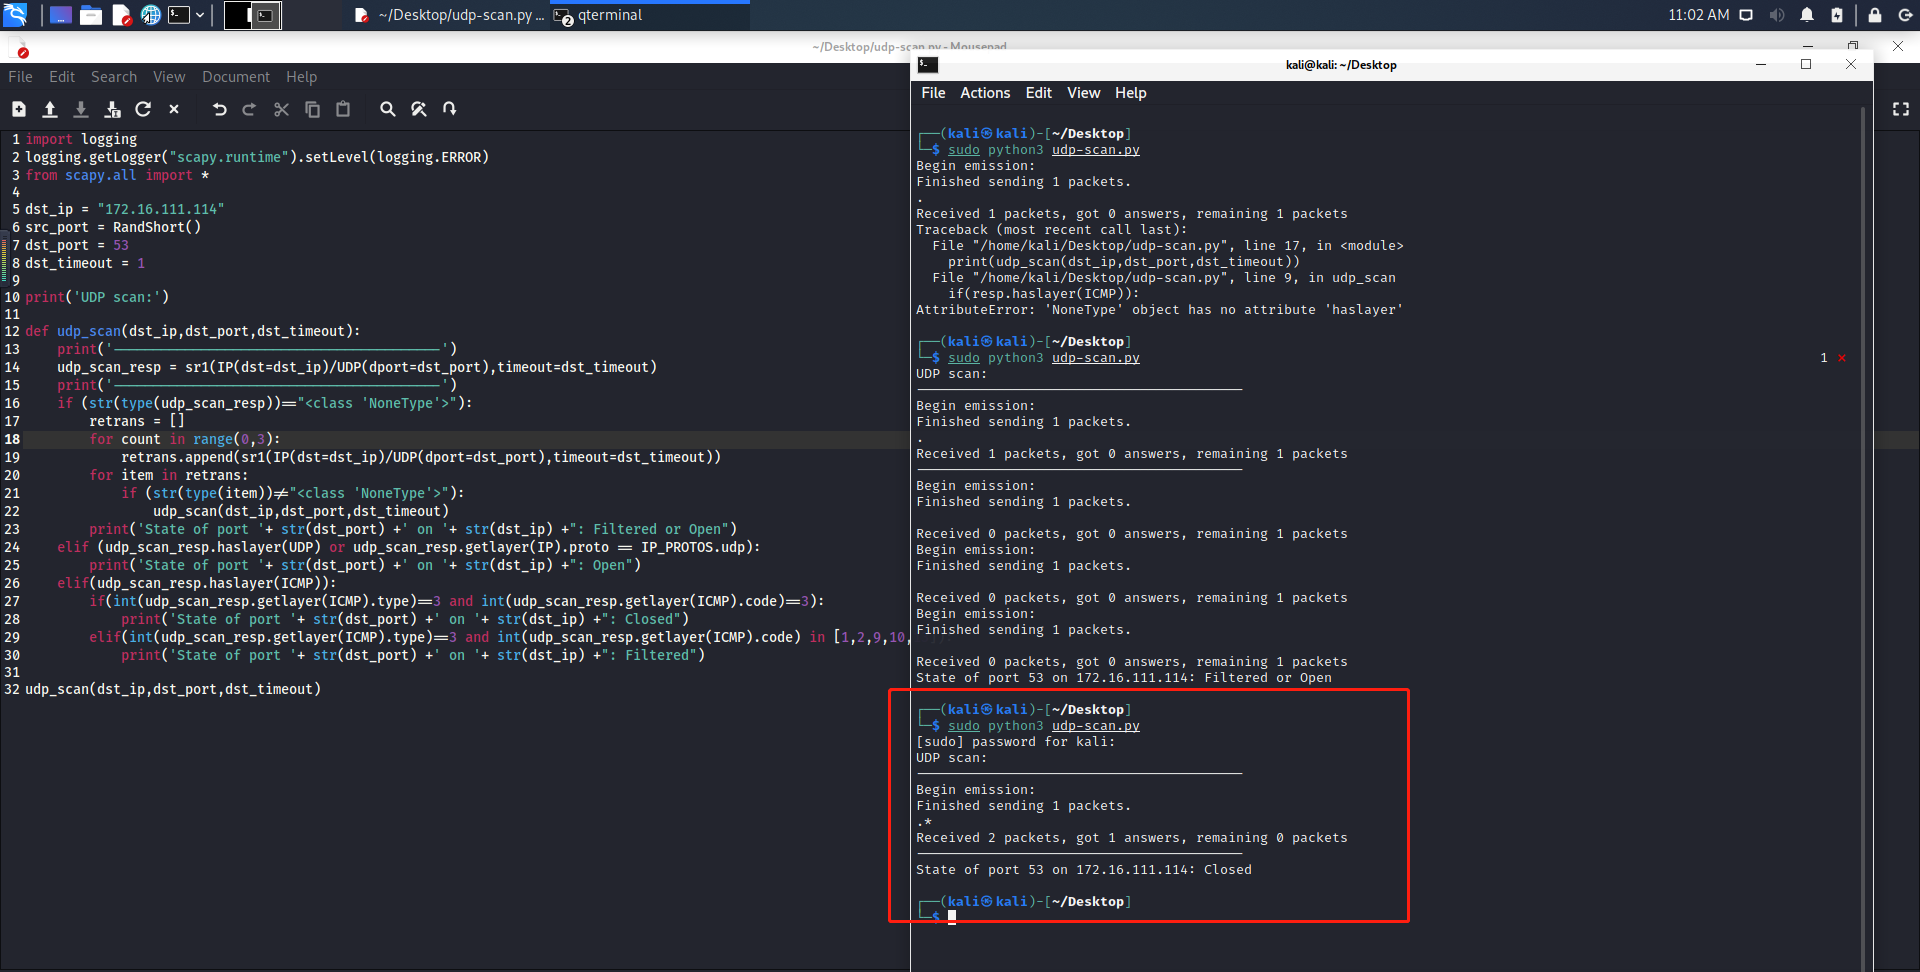 ~/Desktop/udp-scan.py ...
2 qterminal
11:02 AM
~/Desktop/udp-scan.py - Mousepad
File Edit Search View Document Help
1 import logging
2 logging.getLogger("scapy.runtime").setLevel(logging.ERROR)
3 from scapy.all import *
4
5 dst_ip = "172.16.111.114"
6 src_port = RandShort()
7 dst_port = 53
8 dst_timeout = 1
9
10 print('UDP scan:')
11
12 def udp_scan(dst_ip,dst_port,dst_timeout):
13     print('-----------------------------------------')
14     udp_scan_resp = sr1(IP(dst=dst_ip)/UDP(dport=dst_port),timeout=dst_timeout)
15     print('-----------------------------------------')
16     if (str(type(udp_scan_resp))=="<class 'NoneType'>"):
17         retrans = []
18         for count in range(0,3):
19             retrans.append(sr1(IP(dst=dst_ip)/UDP(dport=dst_port),timeout=dst_timeout))
20         for item in retrans:
21             if (str(type(item))!="<class 'NoneType'>"):
22                 udp_scan(dst_ip,dst_port,dst_timeout)
23         print('State of port '+ str(dst_port) +' on '+ str(dst_ip) +": Filtered or Open")
24     elif (udp_scan_resp.haslayer(UDP) or udp_scan_resp.getlayer(IP).proto == IP_PROTOS.udp):
25         print('State of port '+ str(dst_port) +' on '+ str(dst_ip) +": Open")
26     elif(udp_scan_resp.haslayer(ICMP)):
27         if(int(udp_scan_resp.getlayer(ICMP).type)==3 and int(udp_scan_resp.getlayer(ICMP).code)==3):
28             print('State of port '+ str(dst_port) +' on '+ str(dst_ip) +": Closed")
29         elif(int(udp_scan_resp.getlayer(ICMP).type)==3 and int(udp_scan_resp.getlayer(ICMP).code) in [1,2,9,10,
30             print('State of port '+ str(dst_port) +' on '+ str(dst_ip) +": Filtered")
31
32 udp_scan(dst_ip,dst_port,dst_timeout)
kali@kali: ~/Desktop
File Actions Edit View Help
┌──(kali㉿kali)-[~/Desktop]
└─$ sudo python3 udp-scan.py
Begin emission:
Finished sending 1 packets.
.
Received 1 packets, got 0 answers, remaining 1 packets
Traceback (most recent call last):
  File "/home/kali/Desktop/udp-scan.py", line 17, in <module>
    print(udp_scan(dst_ip,dst_port,dst_timeout))
  File "/home/kali/Desktop/udp-scan.py", line 9, in udp_scan
    if(resp.haslayer(ICMP)):
AttributeError: 'NoneType' object has no attribute 'haslayer'
┌──(kali㉿kali)-[~/Desktop]
└─$ sudo python3 udp-scan.py 1 ⨯
UDP scan:
-----------------------------------------
Begin emission:
Finished sending 1 packets.
.
Received 1 packets, got 0 answers, remaining 1 packets
-----------------------------------------
Begin emission:
Finished sending 1 packets.
Received 0 packets, got 0 answers, remaining 1 packets
Begin emission:
Finished sending 1 packets.
Received 0 packets, got 0 answers, remaining 1 packets
Begin emission:
Finished sending 1 packets.
Received 0 packets, got 0 answers, remaining 1 packets
State of port 53 on 172.16.111.114: Filtered or Open
┌──(kali㉿kali)-[~/Desktop]
└─$ sudo python3 udp-scan.py
[sudo] password for kali:
UDP scan:
-----------------------------------------
Begin emission:
Finished sending 1 packets.
.*
Received 2 packets, got 1 answers, remaining 0 packets
-----------------------------------------
State of port 53 on 172.16.111.114: Closed
┌──(kali㉿kali)-[~/Desktop]
└─$